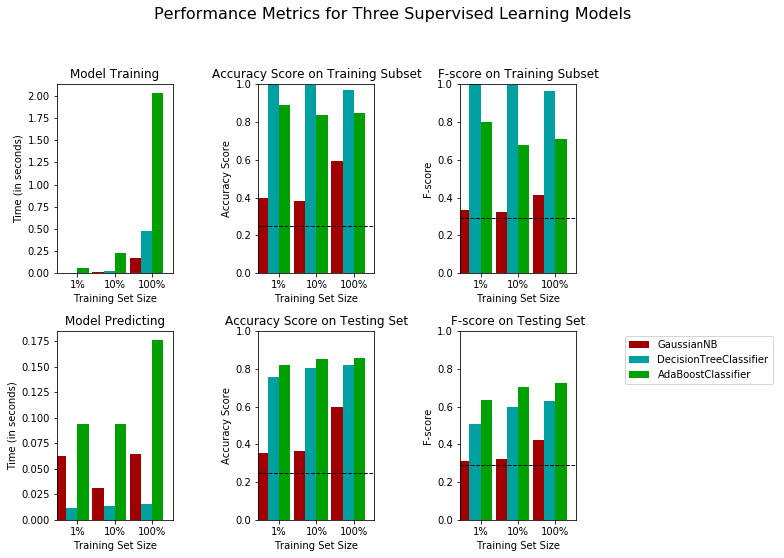 Performance Metrics for Three Supervised Learning Models
Model Training
Time (in seconds)
2.00
1.75
1.50
1.25
1.00
0.75
0.50
0.25
0.00
1% 10% 100%
Training Set Size
Accuracy Score on Training Subset
Accuracy Score
1.0
0.8
0.6
0.4
0.2
0.0
1% 10% 100%
Training Set Size
F-score on Training Subset
F-score
1.0
0.8
0.6
0.4
0.2
0.0
1% 10% 100%
Training Set Size
Model Predicting
Time (in seconds)
0.175
0.150
0.125
0.100
0.075
0.050
0.025
0.000
1% 10% 100%
Training Set Size
Accuracy Score on Testing Set
Accuracy Score
1.0
0.8
0.6
0.4
0.2
0.0
1% 10% 100%
Training Set Size
F-score on Testing Set
F-score
1.0
0.8
0.6
0.4
0.2
0.0
1% 10% 100%
Training Set Size
GaussianNB
DecisionTreeClassifier
AdaBoostClassifier